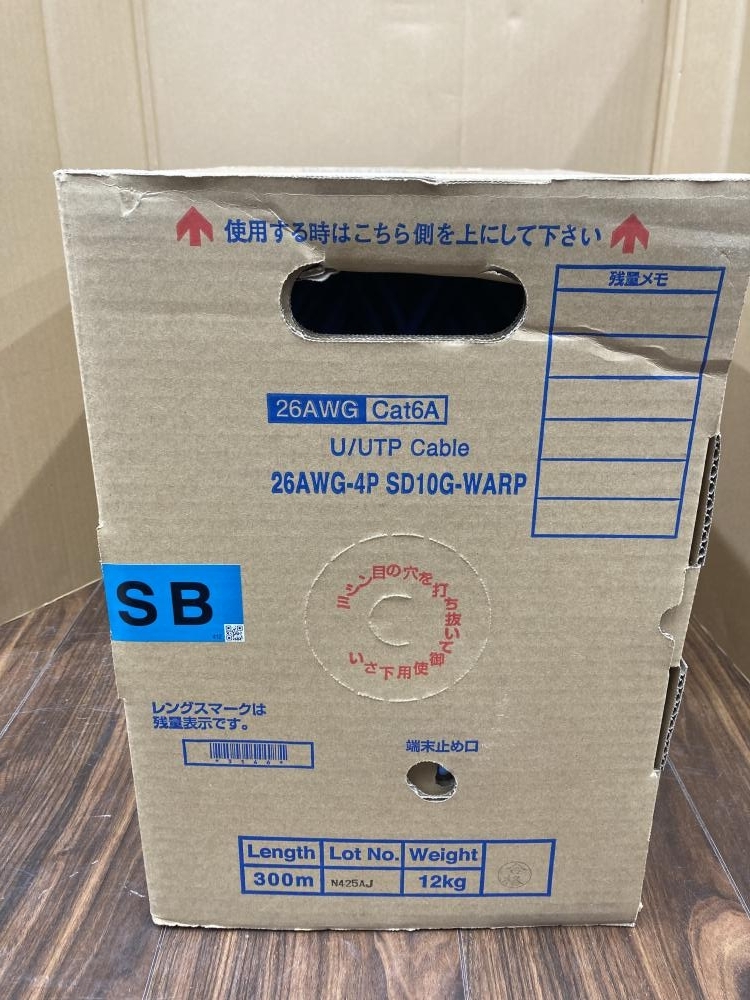 使用する時はこちら側を上にして下さい
残量メモ
26AWG Cat6A
U/UTP Cable
26AWG-4P SD10G-WARP
ミシン目の穴を打ち抜いて御使用下さい
SB
レングスマークは
残量表示です。
端末止め口
Length Lot No. Weight
300m N425AJ 12kg